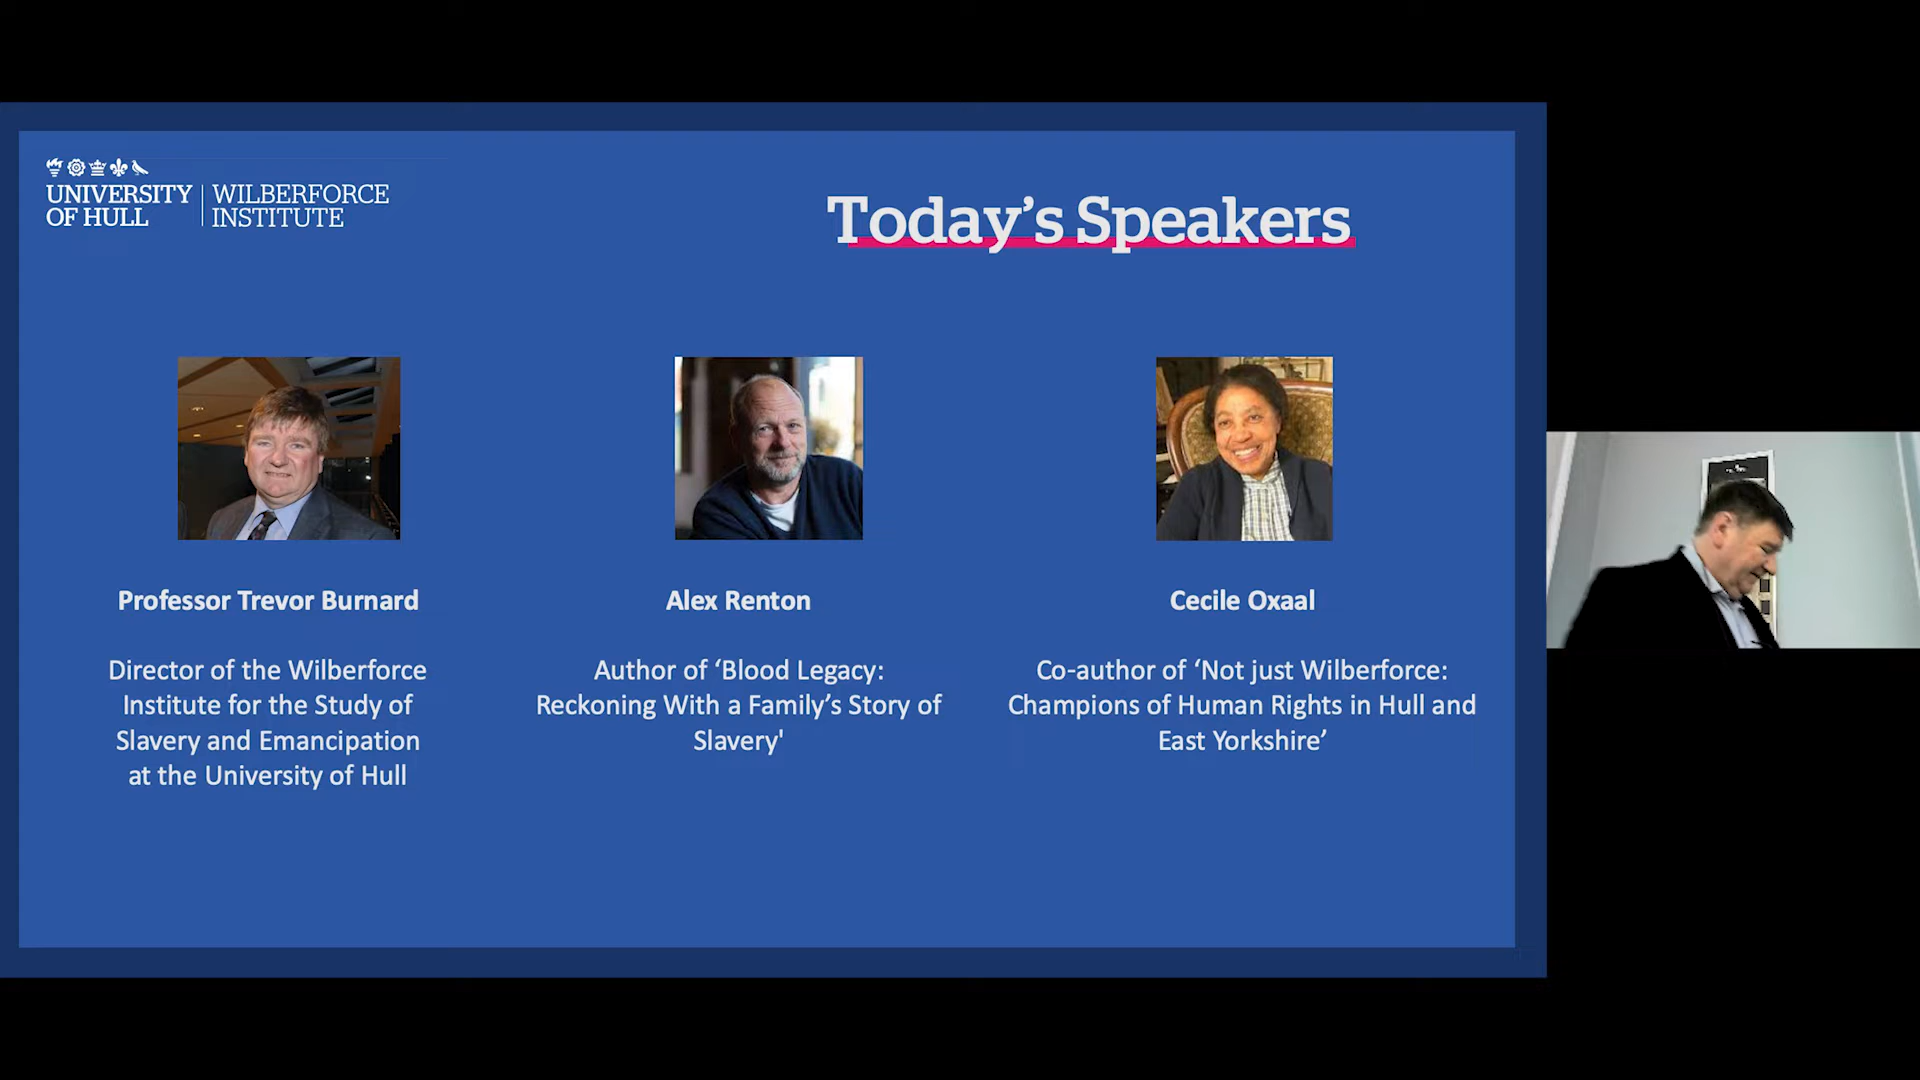 UNIVERSITY
OF HULL
WILBERFORCE
INSTITUTE
Today’s Speakers
Professor Trevor Burnard
Director of the Wilberforce
Institute for the Study of
Slavery and Emancipation
at the University of Hull
Alex Renton
Author of ‘Blood Legacy:
Reckoning With a Family’s Story of
Slavery'
Cecile Oxaal
Co-author of ‘Not just Wilberforce:
Champions of Human Rights in Hull and
East Yorkshire’